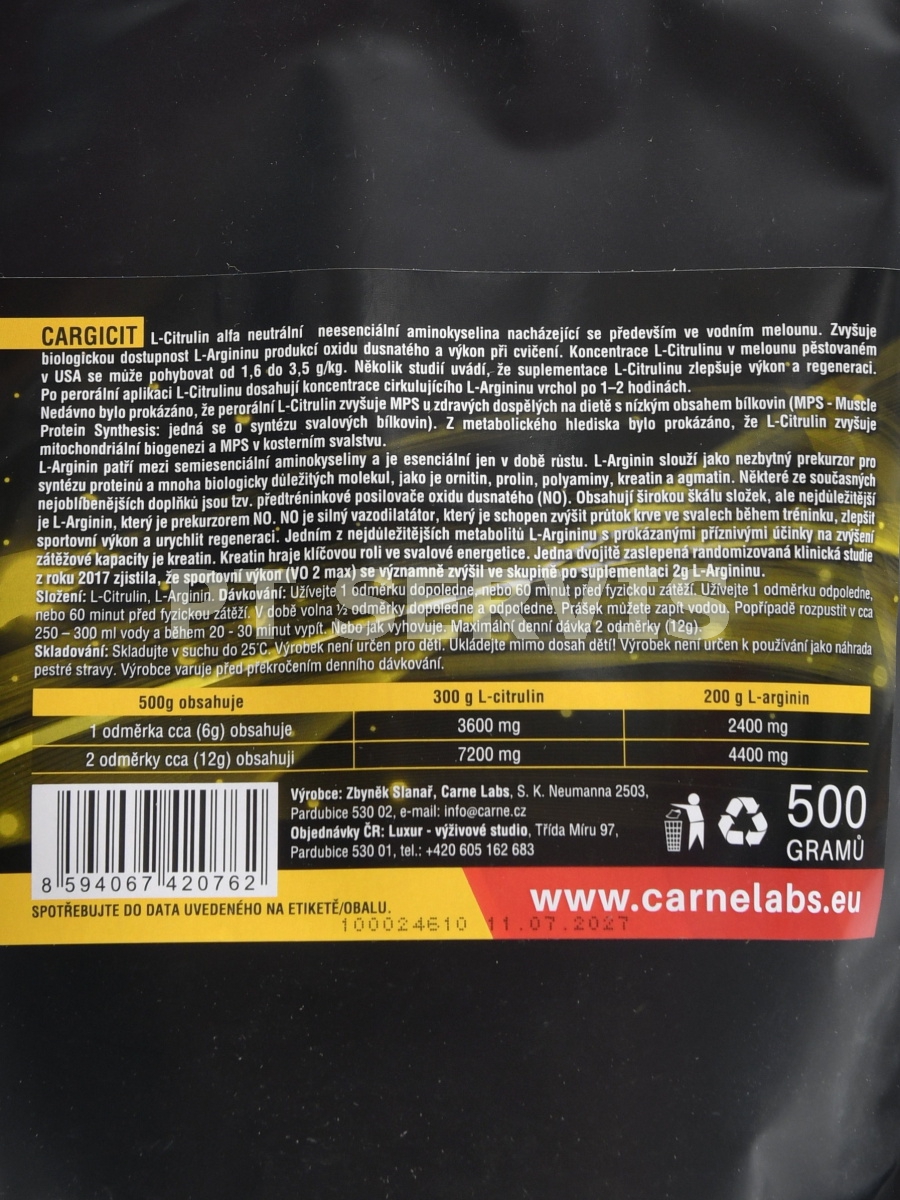 CARGICIT L-Citrulin alfa neutrální neesenciální aminokyselina nacházející se především ve vodním melounu. Zvyšuje
biologickou dostupnost L-Argininu produkcí oxidu dusnatého a výkon při cvičení. Koncentrace L-Citrulinu v melounu pěstovaném
v USA se může pohybovat od 1,6 do 3,5 g/kg. Několik studií uvádí, že suplementace L-Citrulinu zlepšuje výkon a regeneraci.
Po perorální aplikaci L-Citrulinu dosahují koncentrace cirkulujícího L-Argininu vrchol po 1–2 hodinách.
Nedávno bylo prokázáno, že perorální L-Citrulin zvyšuje MPS u zdravých dospělých na dietě s nízkým obsahem bílkovin (MPS - Muscle
Protein Synthesis: jedná se o syntézu svalových bílkovin). Z metabolického hlediska bylo prokázáno, že L-Citrulin zvyšuje
mitochondriální biogenezi a MPS v kosterním svalstvu.
L-Arginin patří mezi semiesenciální aminokyseliny a je esenciální jen v době růstu. L-Arginin slouží jako nezbytný prekurzor pro
syntézu proteinů a mnoha biologicky důležitých molekul, jako je ornitin, prolin, polyaminy, kreatin a agmatin. Některé ze současných
nejoblíbenějších doplňků jsou tzv. předtréninkové posilovače oxidu dusnatého (NO). Obsahují širokou škálu složek, ale nejdůležitější
je L-Arginin, který je prekurzorem NO. NO je silný vazodilatátor, který je schopen zvýšit průtok krve ve svalech během tréninku, zlepšit
sportovní výkon a urychlit regeneraci. Jedním z nejdůležitějších metabolitů L-Argininu s prokázanými příznivými účinky na zvýšení
zátěžové kapacity je kreatin. Kreatin hraje klíčovou roli ve svalové energetice. Jedna dvojitě zaslepená randomizovaná klinická studie
z roku 2017 zjistila, že sportovní výkon (VO 2 max) se významně zvýšil ve skupině po suplementaci 2g L-Argininu.
Složení: L-Citrulin, L-Arginin. Dávkování: Užívejte 1 odměrku dopoledne, nebo 60 minut před fyzickou zátěží. Užívejte 1 odměrku odpoledne,
nebo 60 minut před fyzickou zátěží. V době volna ½ odměrky dopoledne a odpoledne. Prášek můžete zapít vodou. Popřípadě rozpustit v cca
250 – 300 ml vody a během 20 - 30 minut vypít. Nebo jak vyhovuje. Maximální denní dávka 2 odměrky (12g).
Skladování: Skladujte v suchu do 25°C. Výrobek není určen pro děti. Ukládejte mimo dosah dětí! Výrobek není určen k používání jako náhrada
pestré stravy. Výrobce varuje před překročením denního dávkování.
PT SERVIS
500g obsahuje 300 g L-citrulin 200 g L-arginin
1 odměrka cca (6g) obsahuje 3600 mg 2400 mg
2 odměrky cca (12g) obsahuji 7200 mg 4400 mg
Výrobce: Zbyněk Slanař, Carne Labs, S. K. Neumanna 2503,
Pardubice 530 02, e-mail: info@carne.cz
Objednávky ČR: Luxur - výživové studio, Třída Míru 97,
Pardubice 530 01, tel.: +420 605 162 683
500
GRAMŮ
8 594067 420762
www.carnelabs.eu
SPOTŘEBUJTE DO DATA UVEDENÉHO NA ETIKETĚ/OBALU.
100024610 11.07.2027